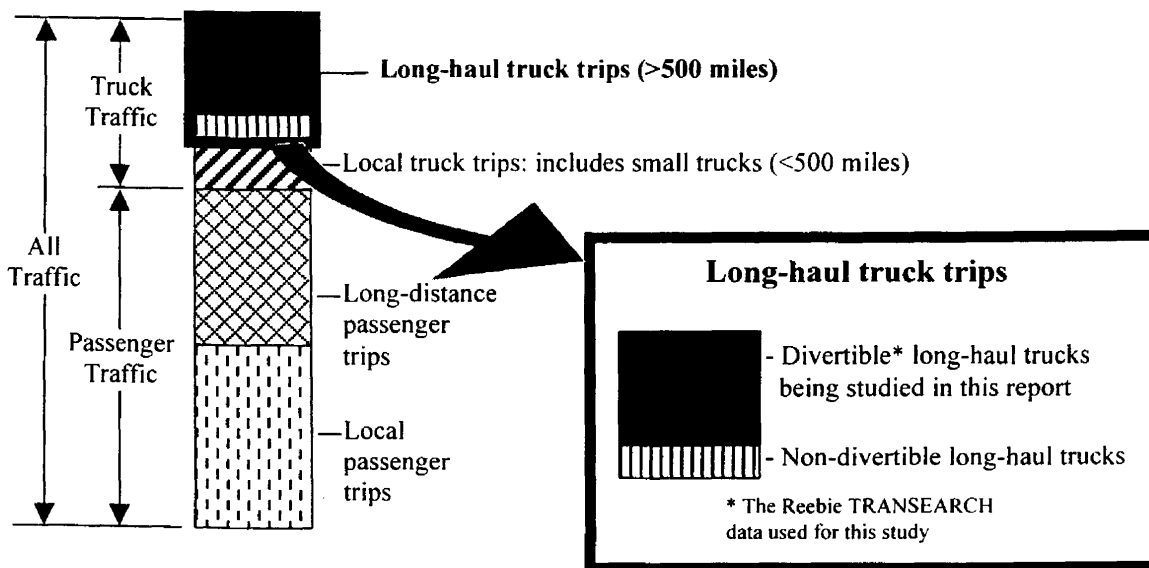 Truck
Traffic
All
Traffic
Passenger
Traffic
Long-haul truck trips (>500 miles)
Local truck trips: includes small trucks (<500 miles)
Long-distance
passenger
trips
Local
passenger
trips
Long-haul truck trips
- Divertible* long-haul trucks
being studied in this report
- Non-divertible long-haul trucks
* The Reebie TRANSEARCH
data used for this study